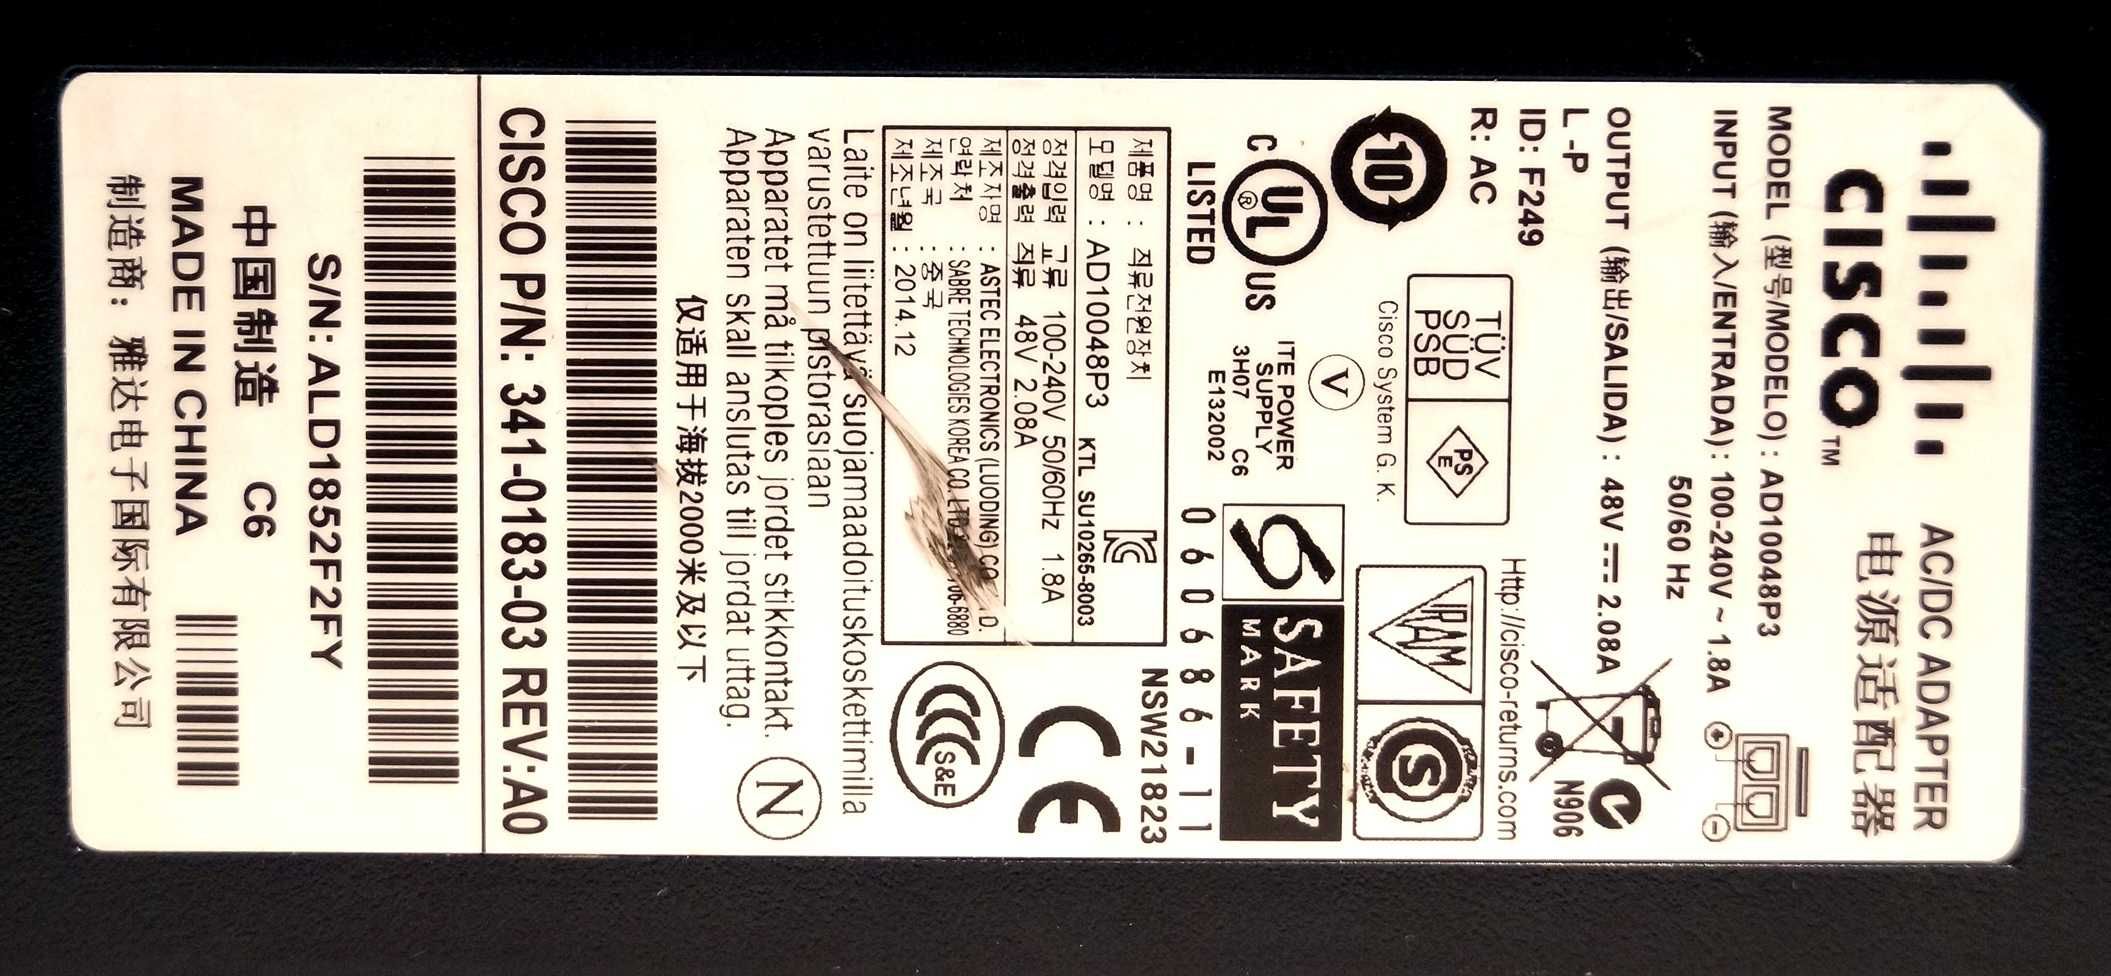 CISCO™
AC/DC ADAPTER
电源适配器
MODEL (型号/MODELO) : AD10048P3
INPUT (输入/ENTRADA) : 100-240V ~ 1.8A
50/60 Hz
OUTPUT (输出/SALIDA) : 48V ⎓ 2.08A
L -P
ID: F249
R: AC
N906
Http://cisco-returns.com
10
TÜV
SÜD
PSB
PS
E
Cisco System G. K.
IRAM
S
C UL ® US
LISTED
V
ITE POWER
SUPPLY
3H07 C6
E132002
SAFETY
MARK
060686-11
NSW21823
CE
S&E
제품명 : 직류전원장치
모델명 : AD10048P3 KTL SU10265-8003
정격입력 교류 100-240V 50/60Hz 1.8A
정격출력 직류 48V 2.08A
제조자명 : ASTEC ELECTRONICS (LUODING) CO. D.
연락처 : SABRE TECHNOLOGIES KOREA CO. LTD 6880
제조국 : 중국
제조년월 : 2014.12
Laite on liitettävä suojamaadoituskoskettimilla
varustettuun pistorasiaan
Apparatet må tilkoples jordet stikkontakt.
Apparaten skall anslutas till jordat uttag.
N
仅适用于海拔2000米及以下
CISCO P/N: 341-0183-03 REV:A0
S/N: ALD1852F2FY
中国制造 C6
MADE IN CHINA
制造商：雅达电子国际有限公司